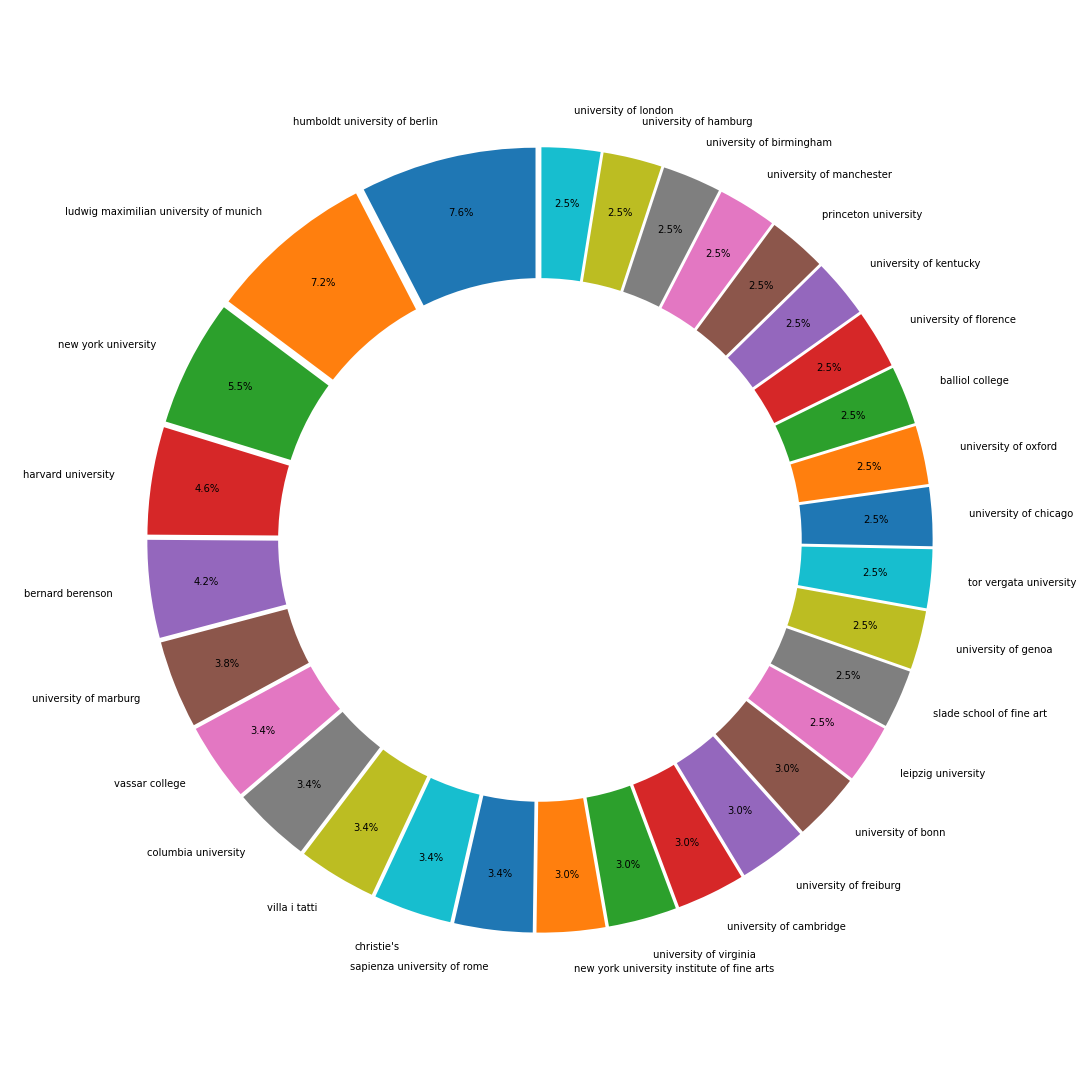 humboldt university of berlin
7.6%
ludwig maximilian university of munich
7.2%
new york university
5.5%
harvard university
4.6%
bernard berenson
4.2%
university of marburg
3.8%
vassar college
3.4%
columbia university
3.4%
villa i tatti
3.4%
christie's
3.4%
sapienza university of rome
3.4%
new york university institute of fine arts
3.0%
university of virginia
3.0%
university of cambridge
3.0%
university of freiburg
3.0%
university of bonn
3.0%
leipzig university
2.5%
slade school of fine art
2.5%
university of genoa
2.5%
tor vergata university
2.5%
university of chicago
2.5%
university of oxford
2.5%
balliol college
2.5%
university of florence
2.5%
university of kentucky
2.5%
princeton university
2.5%
university of manchester
2.5%
university of birmingham
2.5%
university of hamburg
2.5%
university of london
2.5%